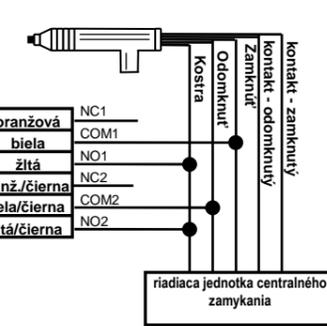 Kostra
Odomknuť
Zamknúť
kontakt - odomknutý
kontakt - zamknutý
oranžová NC1
biela COM1
žltá NO1
nž./čierna NC2
ela/čierna COM2
tá/čierna NO2
riadiaca jednotka centralného
zamykania